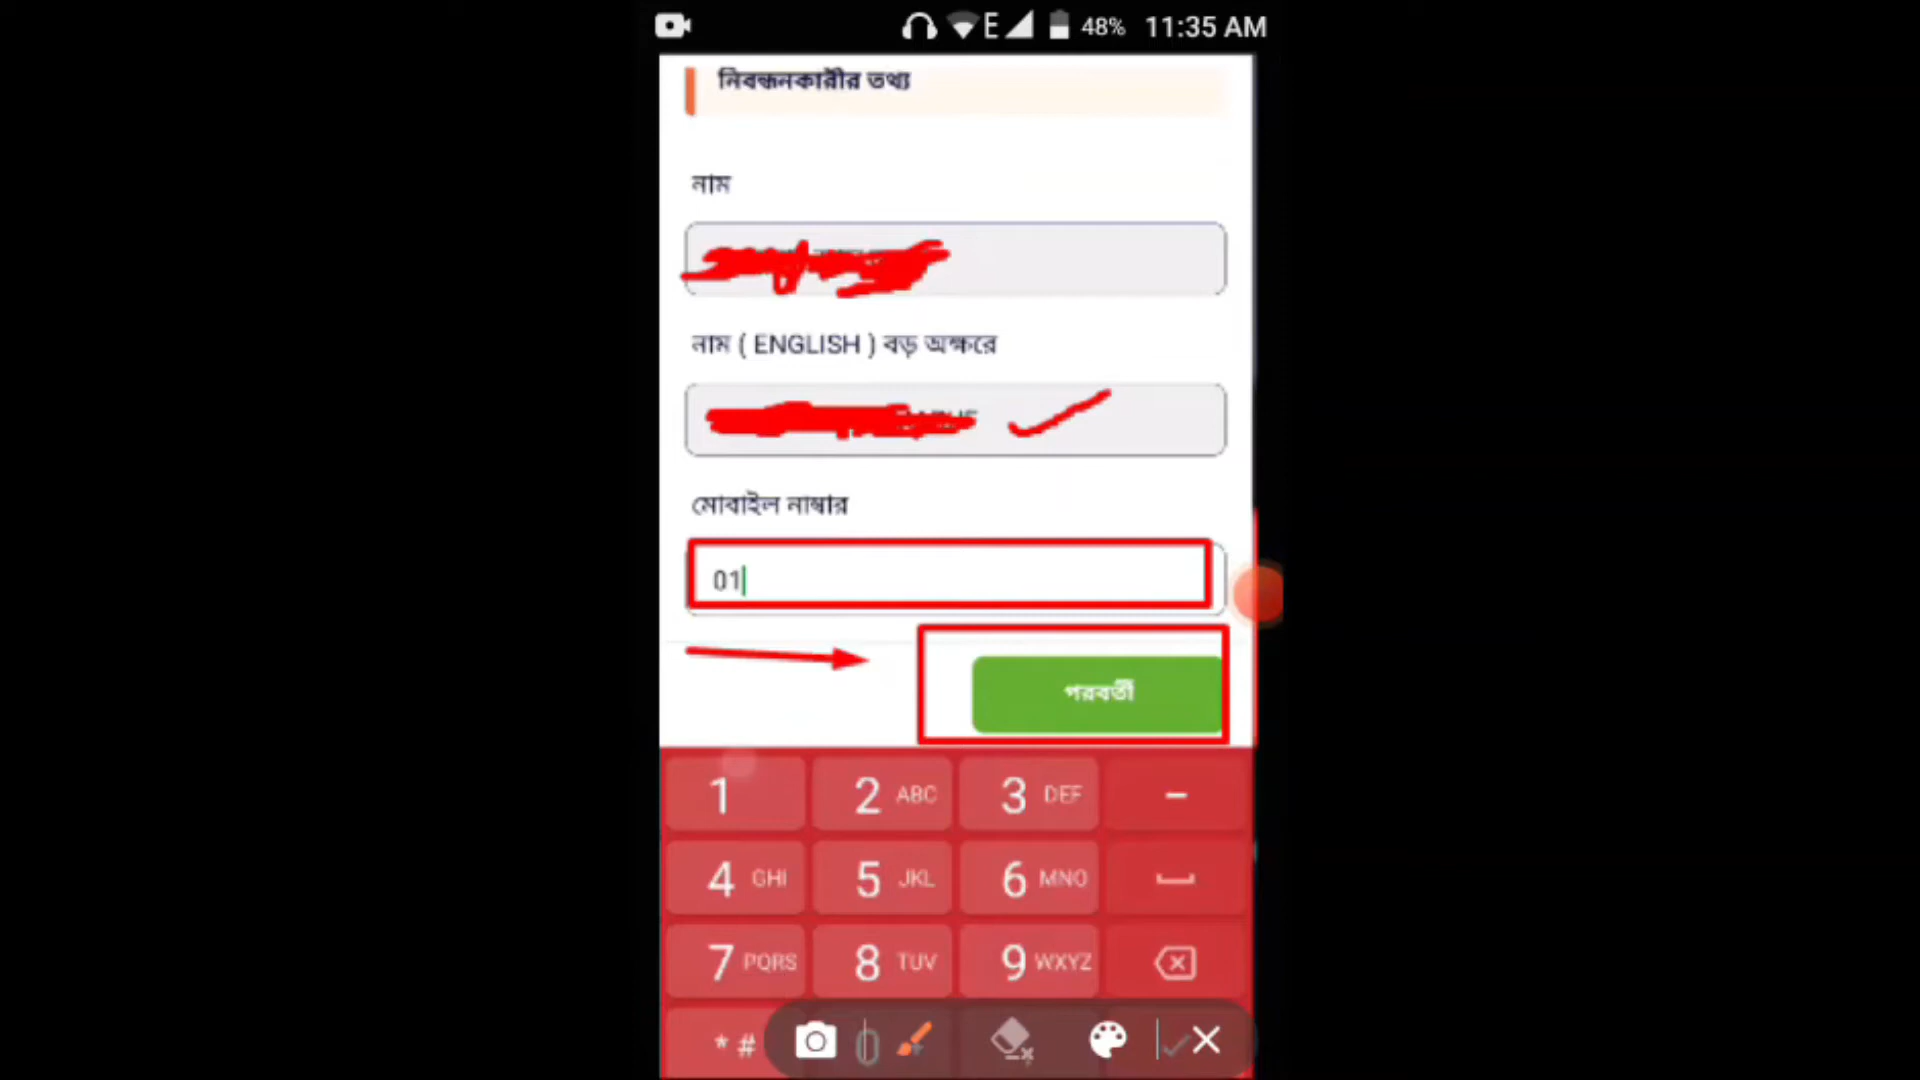 E 48% 11:35 AM
নিবন্ধনকারীর তথ্য
নাম
নাম ( ENGLISH ) বড় অক্ষরে
মোবাইল নাম্বার
01
পরবর্তী
1 2 ABC 3 DEF -
4 GHI 5 JKL 6 MNO
7 PQRS 8 TUV 9 WXYZ
* # 0